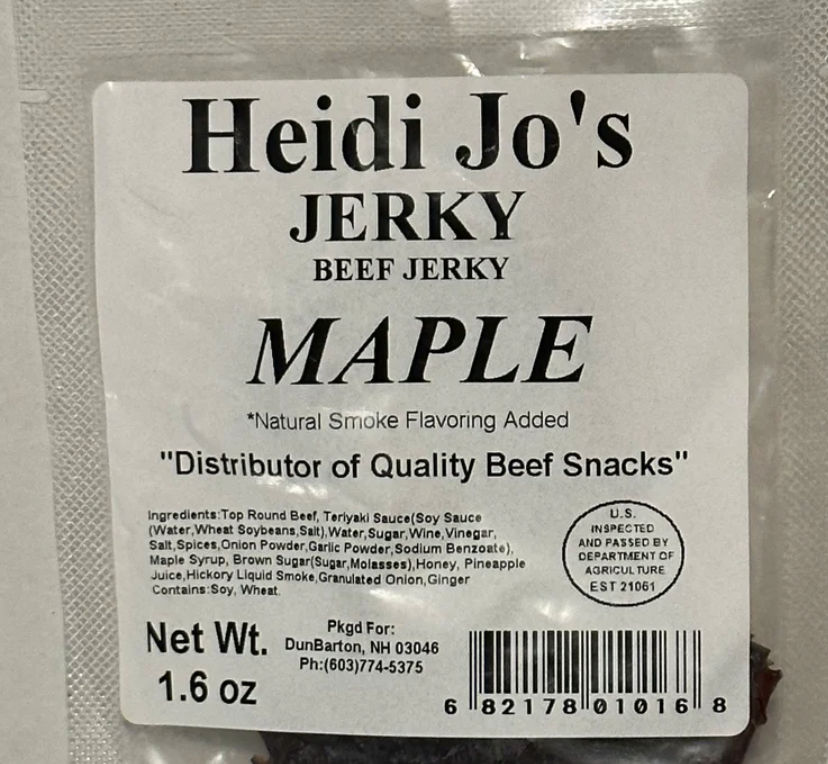 Heidi Jo's
JERKY
BEEF JERKY
MAPLE
*Natural Smoke Flavoring Added
"Distributor of Quality Beef Snacks"
Ingredients:Top Round Beef, Teriyaki Sauce(Soy Sauce
(Water,Wheat Soybeans,Salt),Water,Sugar,Wine,Vinegar,
Salt,Spices,Onion Powder,Garlic Powder,Sodium Benzoate),
Maple Syrup, Brown Sugar(Sugar,Molasses),Honey, Pineapple
Juice,Hickory Liquid Smoke,Granulated Onion,Ginger
Contains:Soy, Wheat.
U.S.
INSPECTED
AND PASSED BY
DEPARTMENT OF
AGRICULTURE
EST 21061
Net Wt.
1.6 oz
Pkgd For:
DunBarton, NH 03046
Ph:(603)774-5375
6 82178 01016 8